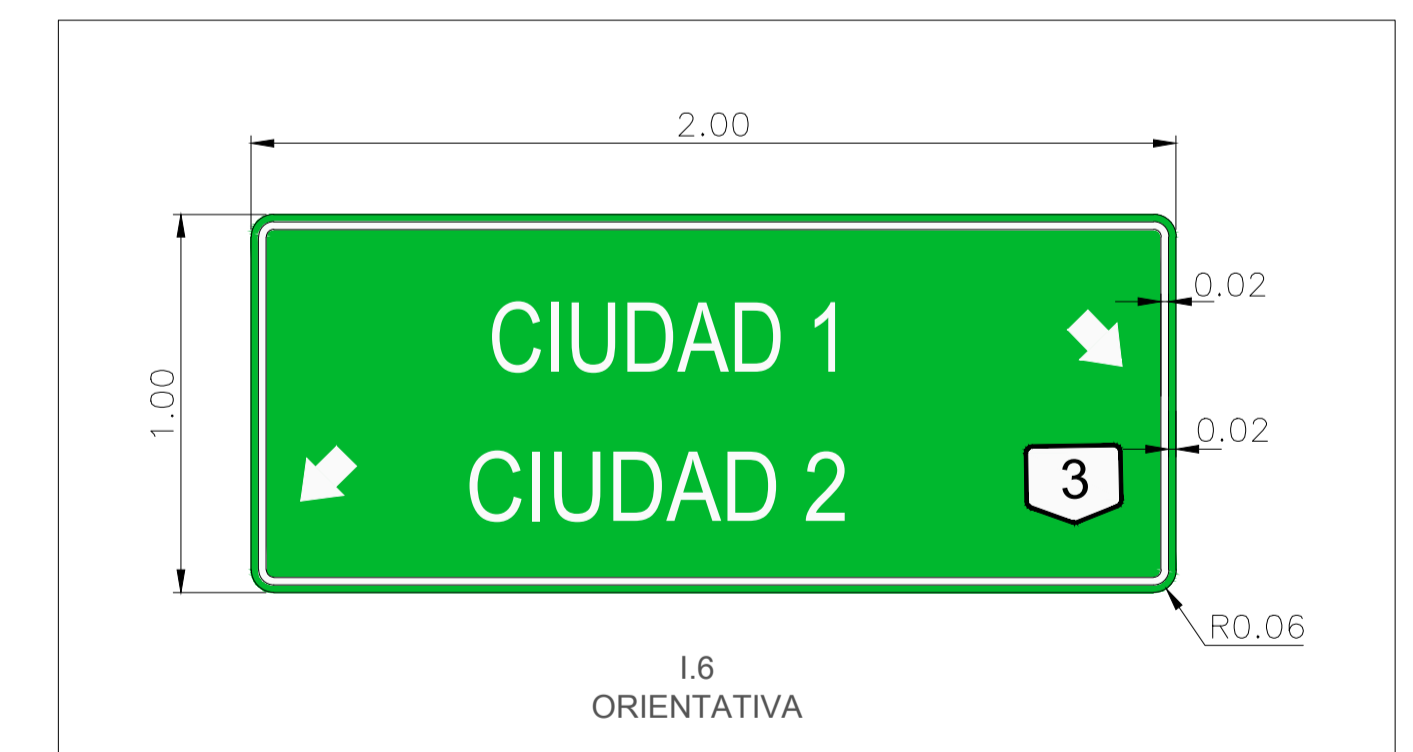 2.00
0.02
CIUDAD 1
1.00
0.02
CIUDAD 2
3
R0.06
I.6
ORIENTATIVA